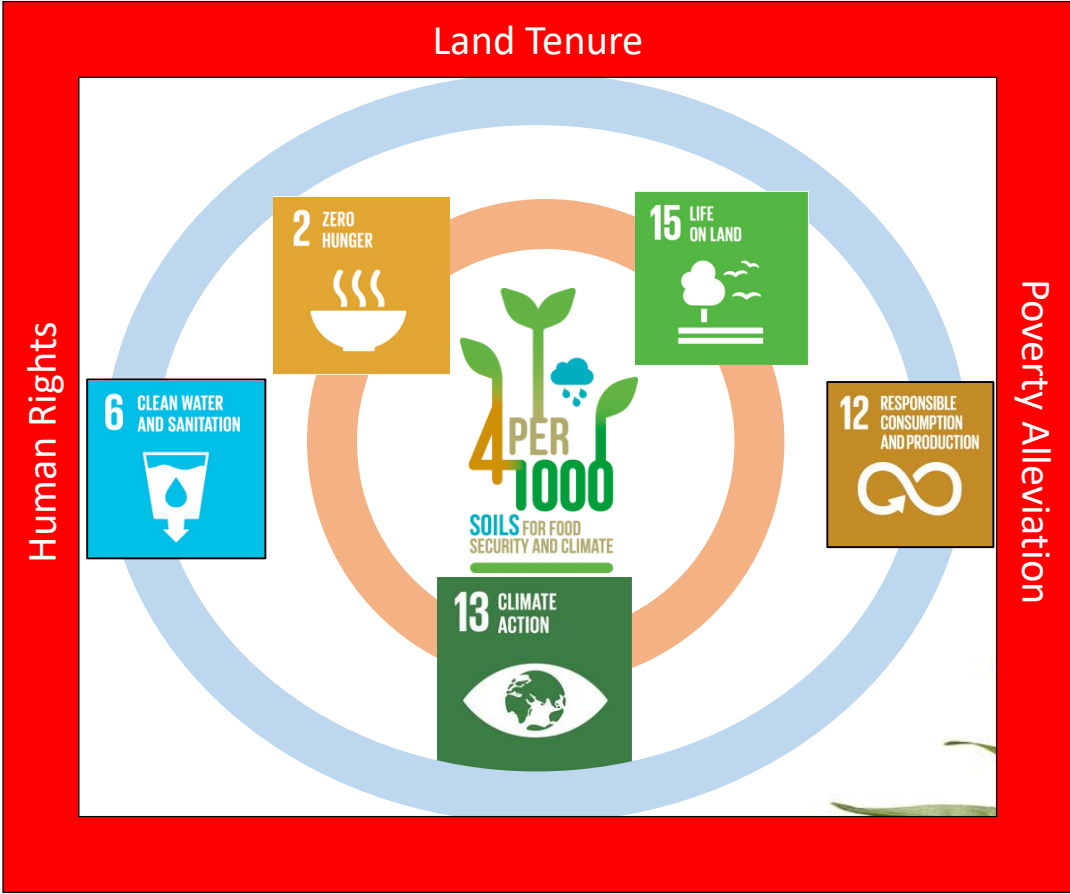 Land Tenure
2 ZERO
HUNGER
15 LIFE
ON LAND
Human Rights
Poverty Alleviation
6 CLEAN WATER
AND SANITATION
12 RESPONSIBLE
CONSUMPTION
AND PRODUCTION
4 PER
1000
SOILS FOR FOOD
SECURITY AND CLIMATE
13 CLIMATE
ACTION